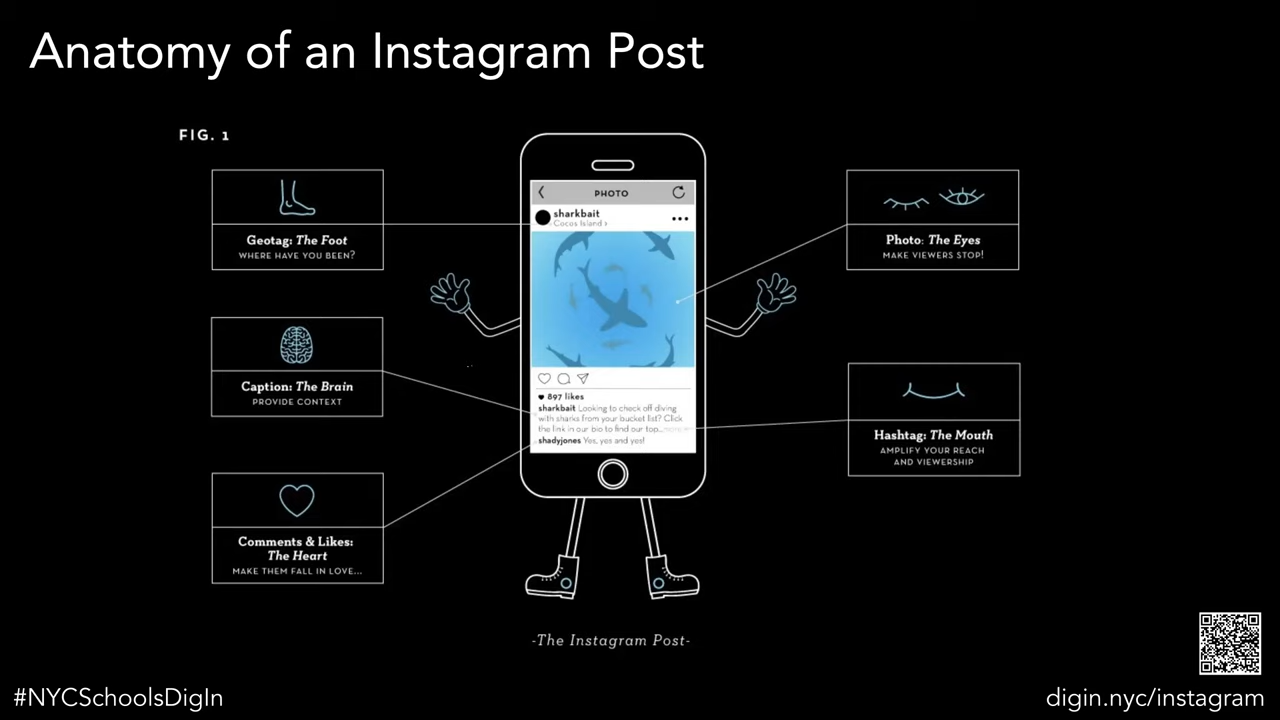 Anatomy of an Instagram Post
FIG. 1
Geotag: The Foot
WHERE HAVE YOU BEEN?
Caption: The Brain
PROVIDE CONTEXT
Comments & Likes:
The Heart
MAKE THEM FALL IN LOVE...
PHOTO
sharkbait
Cocos Island ›
897 likes
sharkbait Looking to check off diving
with sharks from your bucket list? Click
the link in our bio to find our top...more
shadyjones Yes, yes and yes!
Photo: The Eyes
MAKE VIEWERS STOP!
Hashtag: The Mouth
AMPLIFY YOUR REACH
AND VIEWERSHIP
-The Instagram Post-
#NYCSchoolsDigIn
digin.nyc/instagram